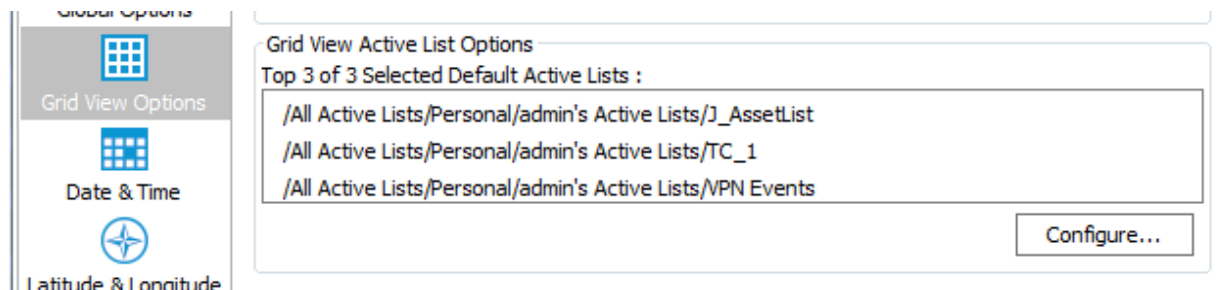 Global Options
Grid View Options
Date & Time
Latitude & Longitude
Grid View Active List Options
Top 3 of 3 Selected Default Active Lists :
/All Active Lists/Personal/admin's Active Lists/J_AssetList
/All Active Lists/Personal/admin's Active Lists/TC_1
/All Active Lists/Personal/admin's Active Lists/VPN Events
Configure...